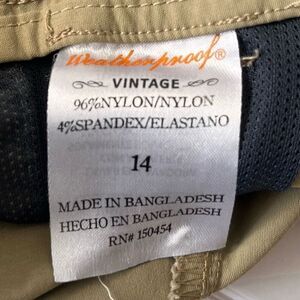 Weatherproof®
VINTAGE
96%NYLON/NYLON
4%SPANDEX/ELASTANO
14
MADE IN BANGLADESH
HECHO EN BANGLADESH
RN# 150454